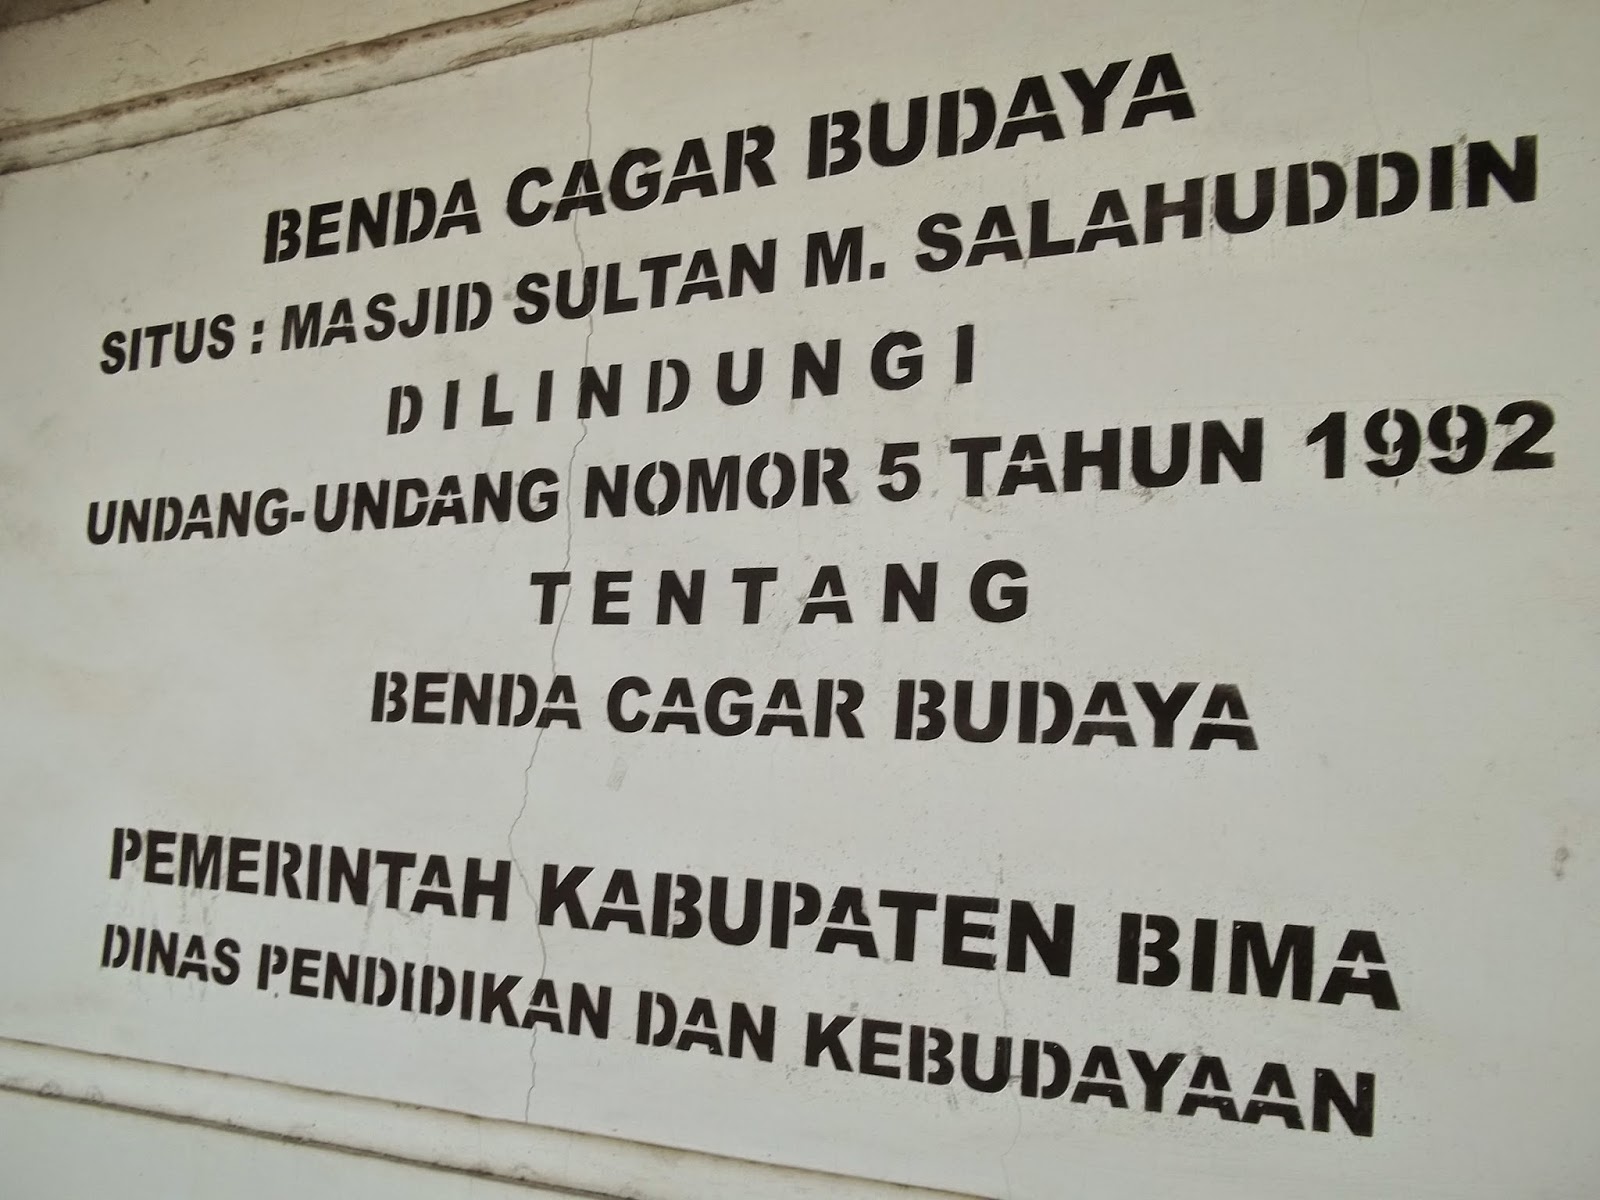 BENDA CAGAR BUDAYA
SITUS : MASJID SULTAN M. SALAHUDDIN
DILINDUNGI
UNDANG-UNDANG NOMOR 5 TAHUN 1992
TENTANG
BENDA CAGAR BUDAYA
PEMERINTAH KABUPATEN BIMA
DINAS PENDIDIKAN DAN KEBUDAYAAN